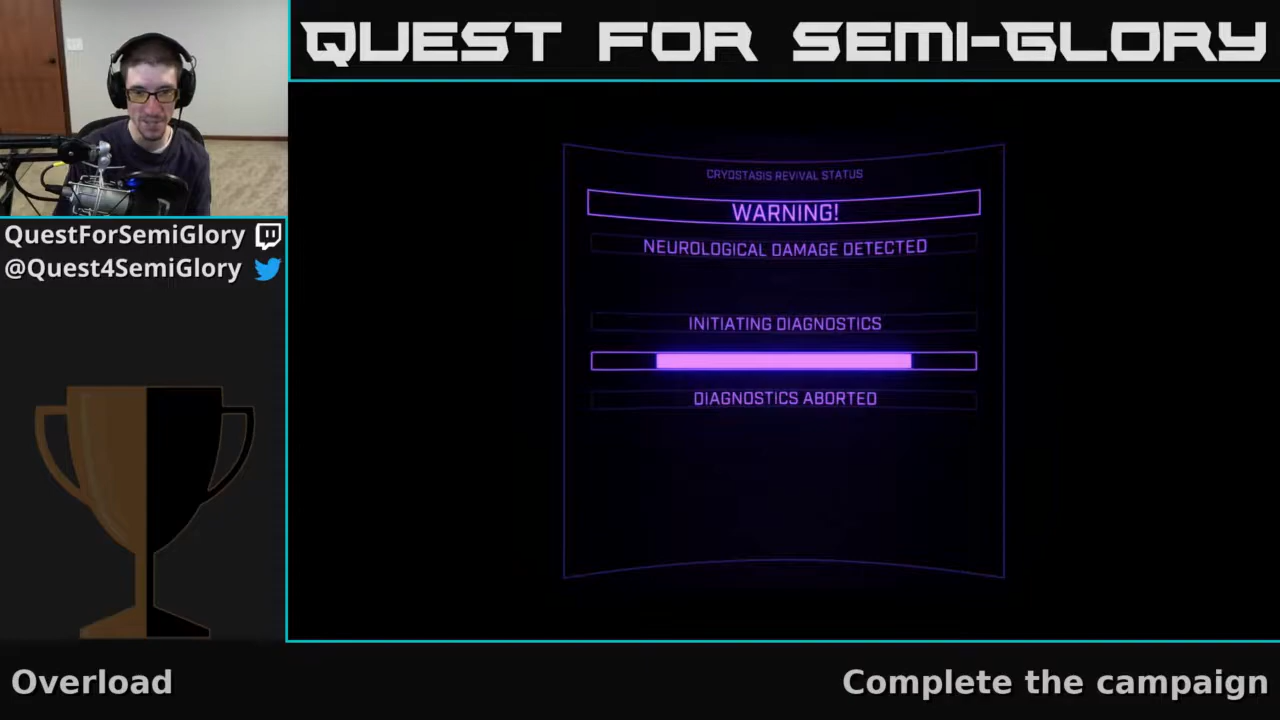 QUEST FOR SEMI-GLORY
QuestForSemiGlory
@Quest4SemiGlory
CRYOSTASIS REVIVAL STATUS
WARNING!
NEUROLOGICAL DAMAGE DETECTED
INITIATING DIAGNOSTICS
DIAGNOSTICS ABORTED
Overload
Complete the campaign